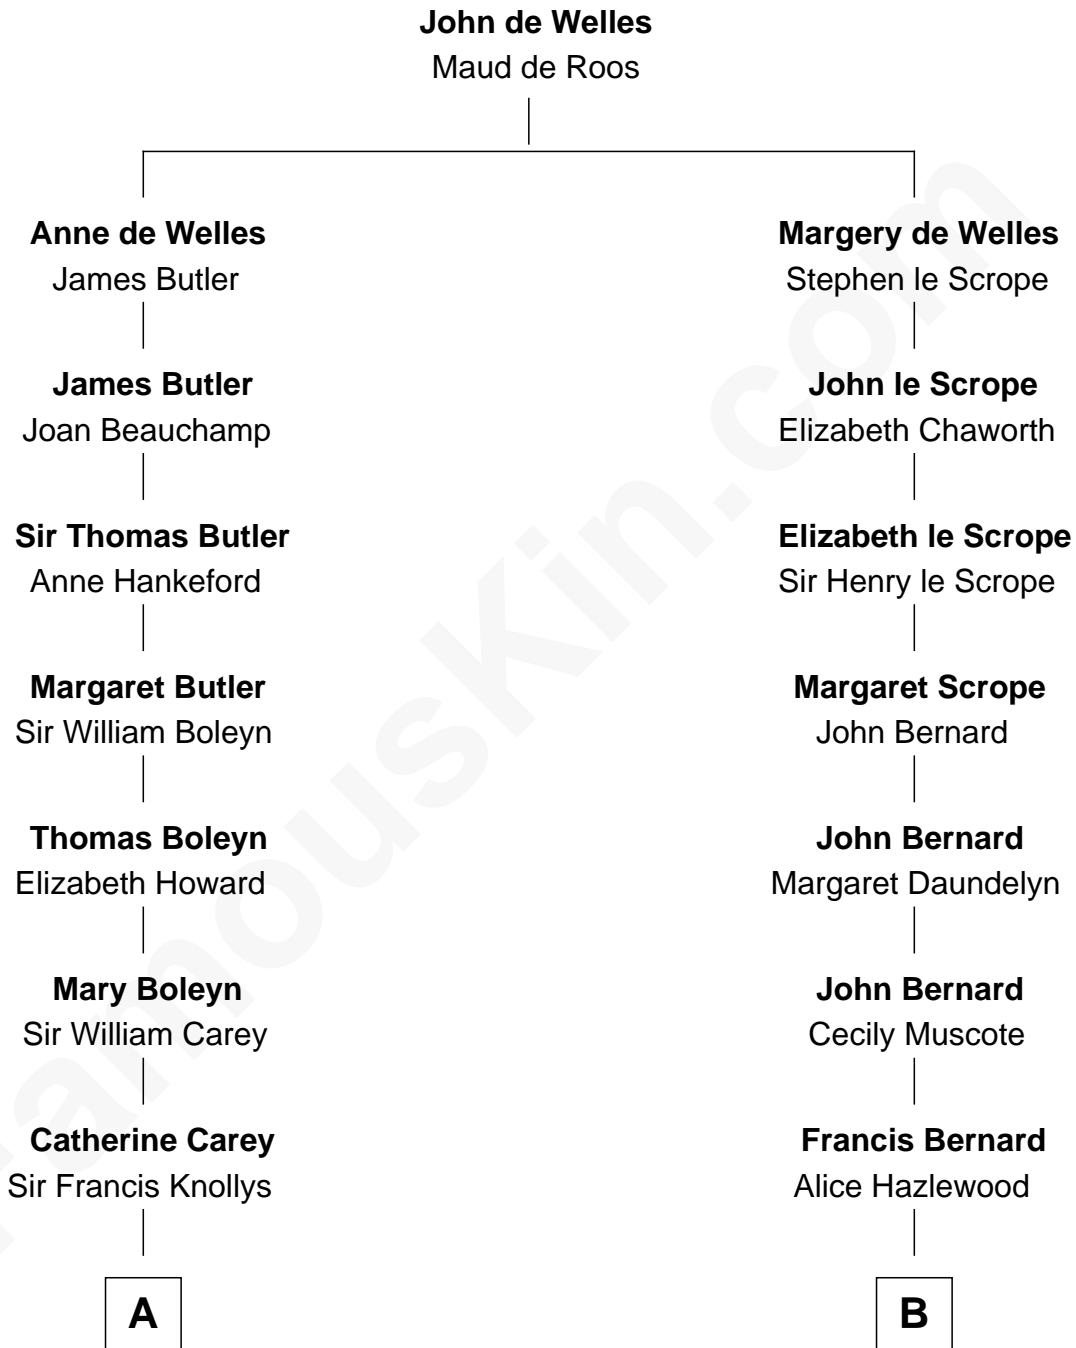 John de Welles
Maud de Roos
Anne de Welles
James Butler
James Butler
Joan Beauchamp
Sir Thomas Butler
Anne Hankeford
Margaret Butler
Sir William Boleyn
Thomas Boleyn
Elizabeth Howard
Mary Boleyn
Sir William Carey
Catherine Carey
Sir Francis Knollys
A
Margery de Welles
Stephen le Scrope
John le Scrope
Elizabeth Chaworth
Elizabeth le Scrope
Sir Henry le Scrope
Margaret Scrope
John Bernard
John Bernard
Margaret Daundelyn
John Bernard
Cecily Muscote
Francis Bernard
Alice Hazlewood
B
FamousKin.com